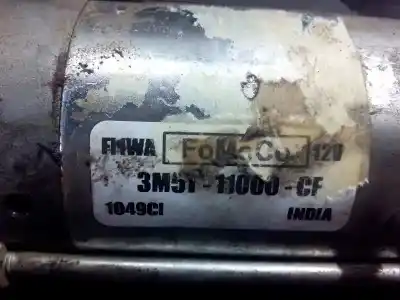 FMWA FoMoCo 12V
3M5T-11000-CF
1049CI INDIA